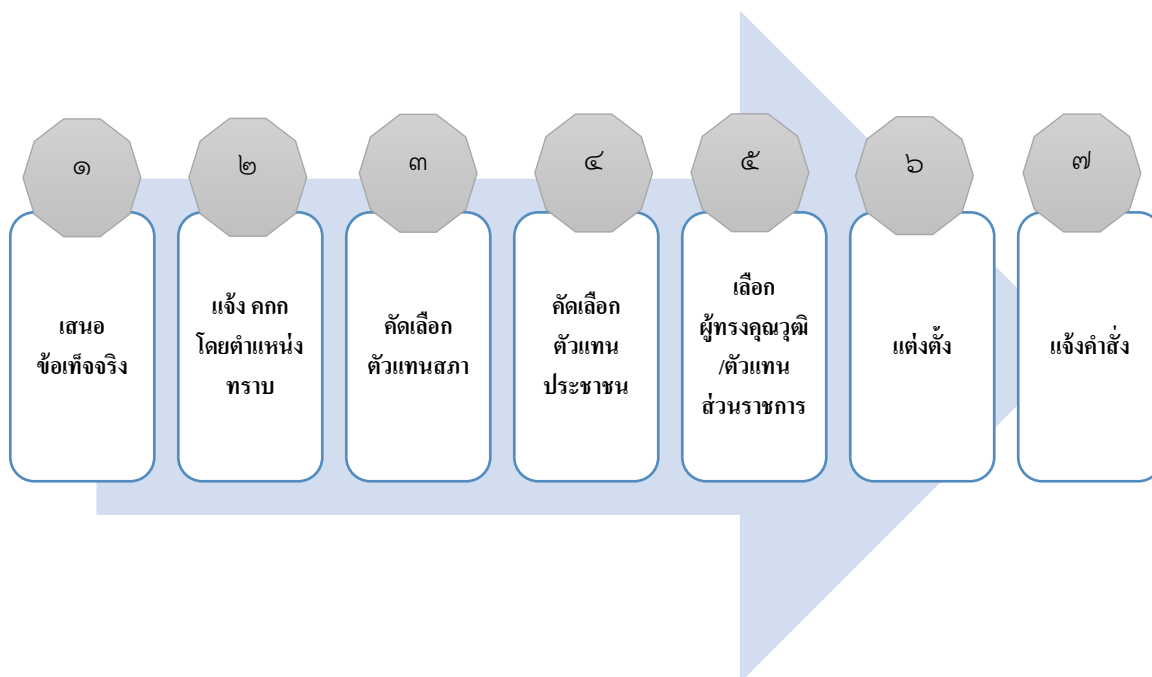 ๑
เสนอ
ข้อเท็จจริง
๒
แจ้ง คกก
โดยตำแหน่ง
ทราบ
๓
คัดเลือก
ตัวแทนสภา
๔
คัดเลือก
ตัวแทน
ประชาชน
๕
เลือก
ผู้ทรงคุณวุฒิ
/ตัวแทน
ส่วนราชการ
๖
แต่งตั้ง
๗
แจ้งคำสั่ง